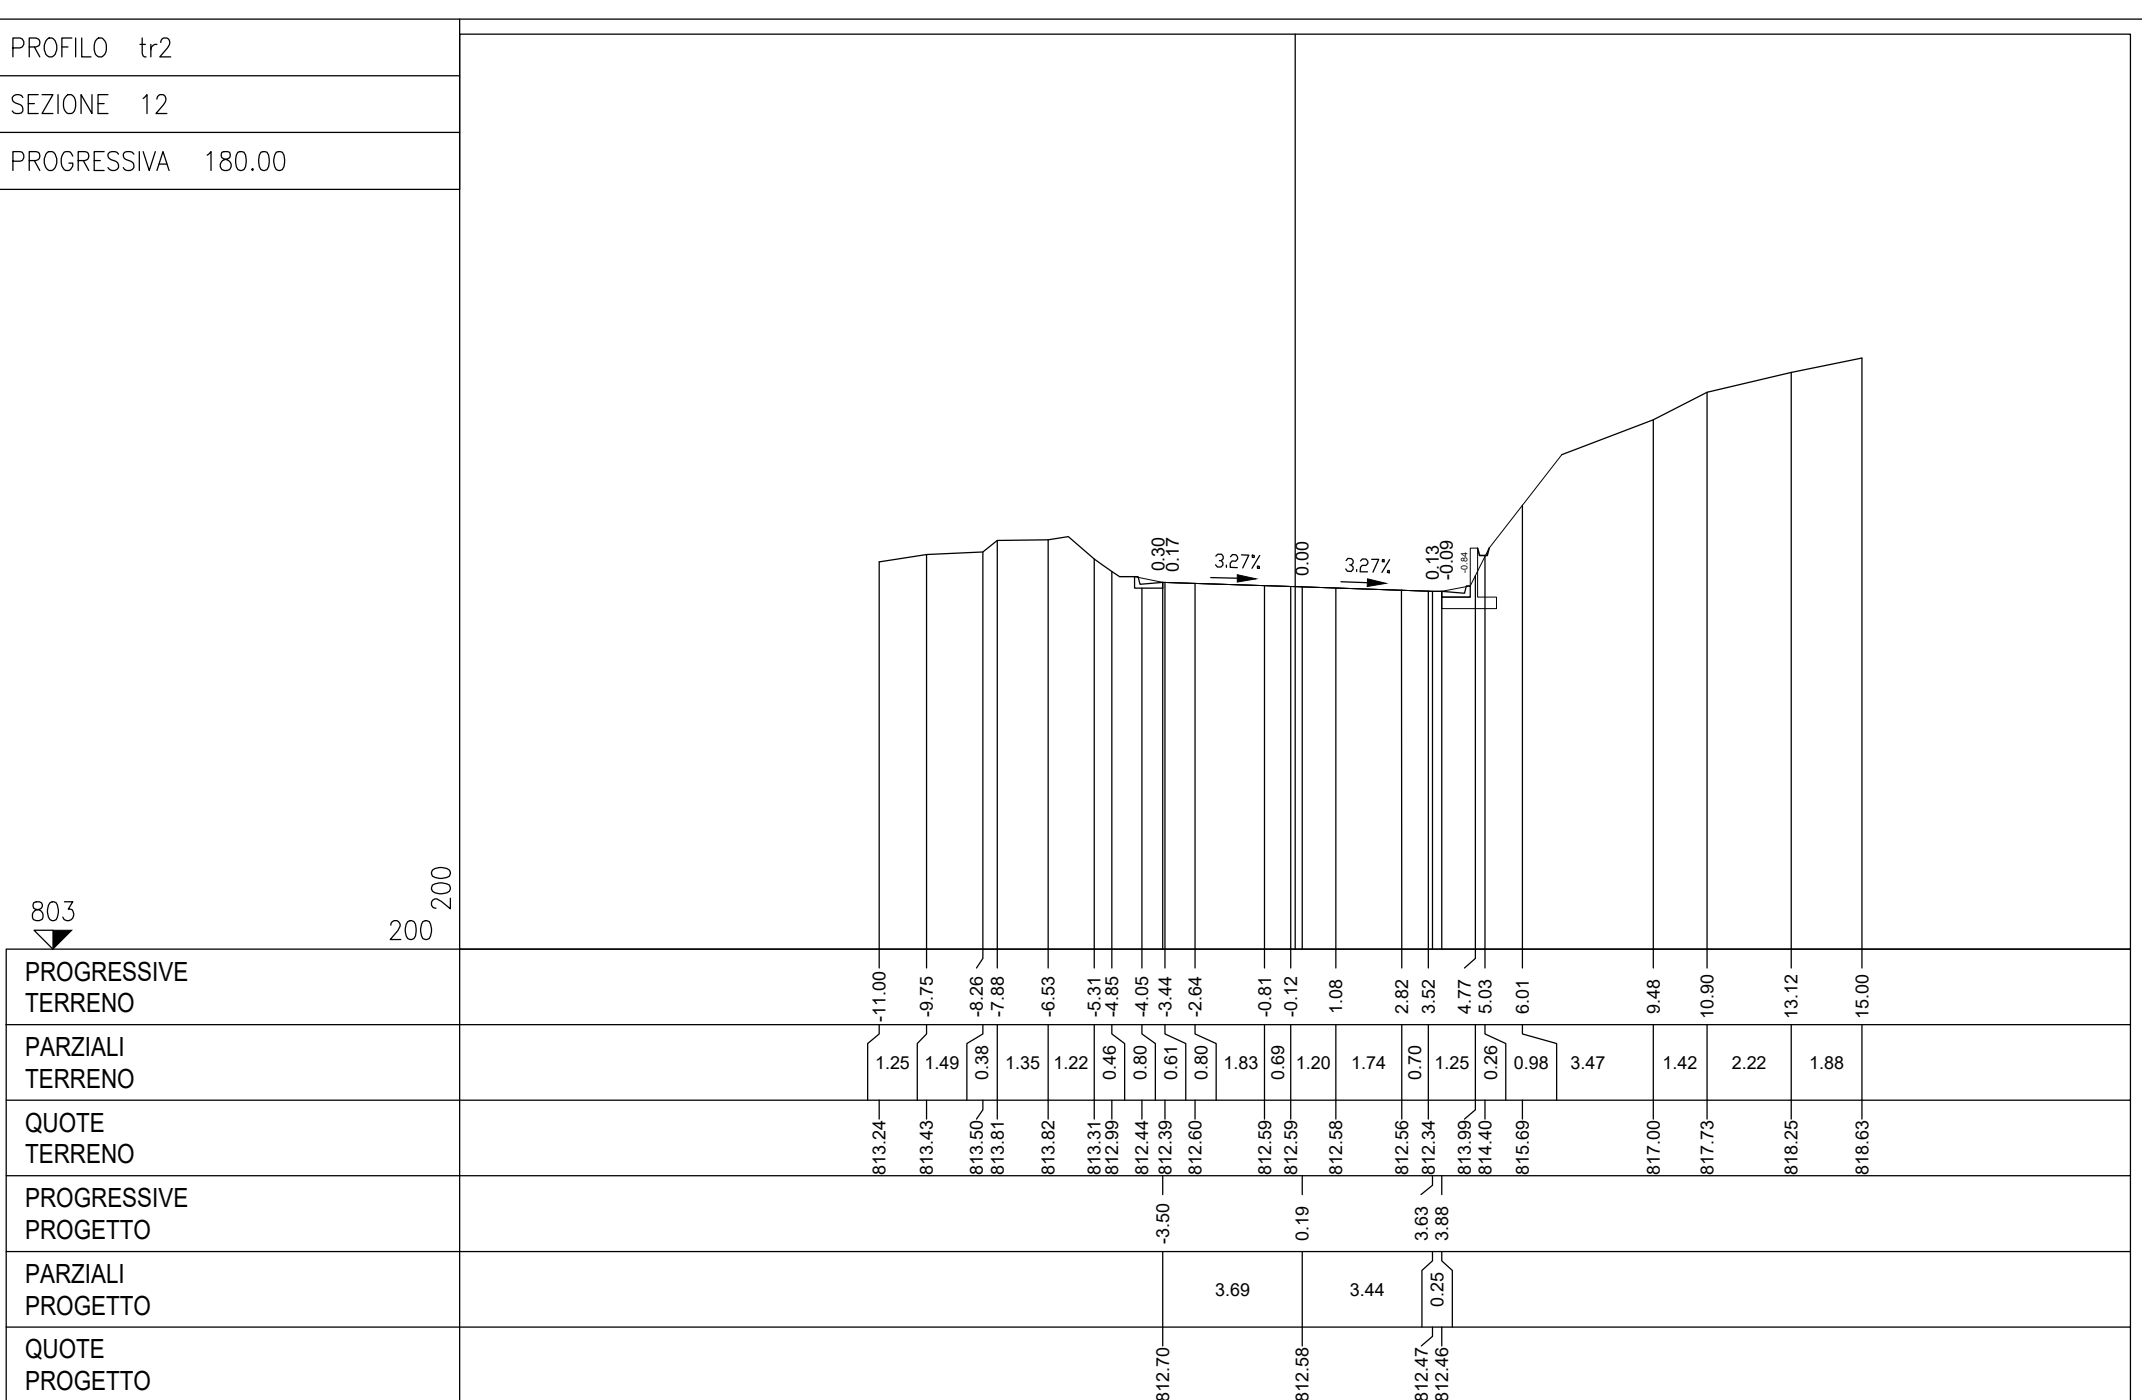 PROFILO tr2
SEZIONE 12
PROGRESSIVA 180.00
0.30
0.17
3.27%
0.00
3.27%
0.13
-0.09
-0.84
803
200
200
PROGRESSIVE
TERRENO
-11.00 -9.75 -8.26 -7.88 -6.53 -5.31 -4.85 -4.05 -3.44 -2.64 -0.81 -0.12 1.08 2.82 3.52 4.77 5.03 6.01 9.48 10.90 13.12 15.00
PARZIALI
TERRENO
1.25 1.49 0.38 1.35 1.22 0.46 0.80 0.61 0.80 1.83 0.69 1.20 1.74 0.70 1.25 0.26 0.98 3.47 1.42 2.22 1.88
QUOTE
TERRENO
813.24 813.43 813.50 813.81 813.82 813.31 812.99 812.44 812.39 812.60 812.59 812.59 812.58 812.56 812.34 813.99 814.40 815.69 817.00 817.73 818.25 818.63
PROGRESSIVE
PROGETTO
-3.50 0.19 3.63 3.88
PARZIALI
PROGETTO
3.69 3.44 0.25
QUOTE
PROGETTO
812.70 812.58 812.47 812.46